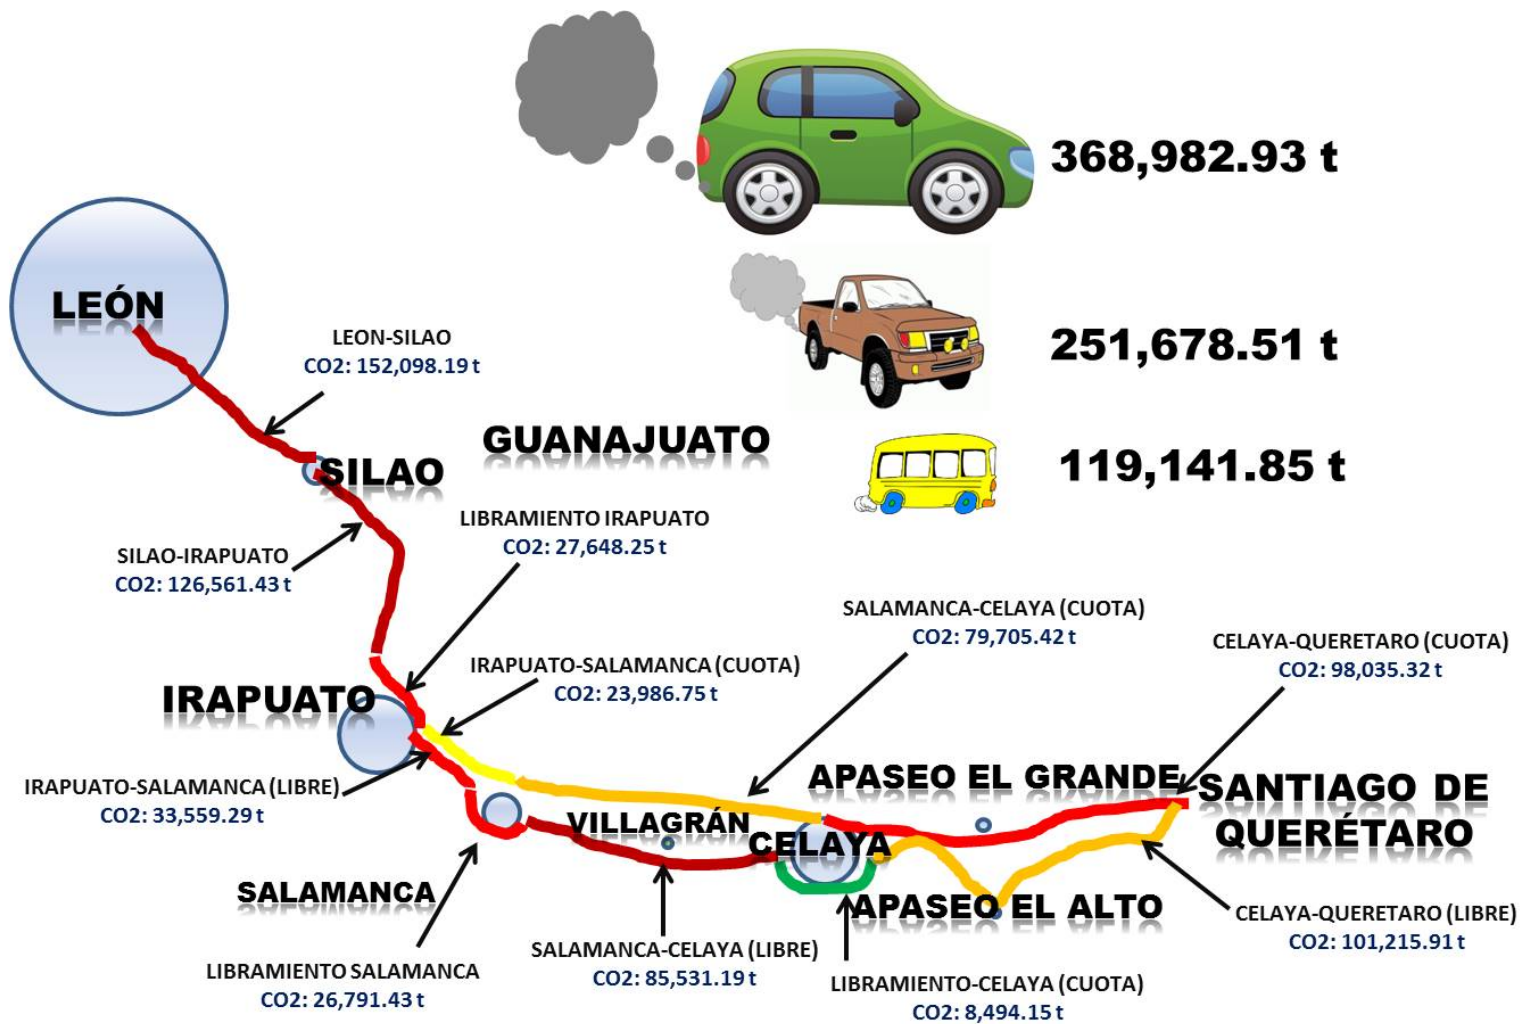 368,982.93 t
251,678.51 t
119,141.85 t
LEÓN
LEON-SILAO
CO2: 152,098.19 t
GUANAJUATO
SILAO
LIBRAMIENTO IRAPUATO
CO2: 27,648.25 t
SILAO-IRAPUATO
CO2: 126,561.43 t
SALAMANCA-CELAYA (CUOTA)
CO2: 79,705.42 t
CELAYA-QUERETARO (CUOTA)
CO2: 98,035.32 t
IRAPUATO-SALAMANCA (CUOTA)
CO2: 23,986.75 t
IRAPUATO
IRAPUATO-SALAMANCA (LIBRE)
CO2: 33,559.29 t
APASEO EL GRANDE
SANTIAGO DE
QUERÉTARO
VILLAGRÁN
CELAYA
SALAMANCA
APASEO EL ALTO
CELAYA-QUERETARO (LIBRE)
CO2: 101,215.91 t
SALAMANCA-CELAYA (LIBRE)
CO2: 85,531.19 t
LIBRAMIENTO SALAMANCA
CO2: 26,791.43 t
LIBRAMIENTO-CELAYA (CUOTA)
CO2: 8,494.15 t